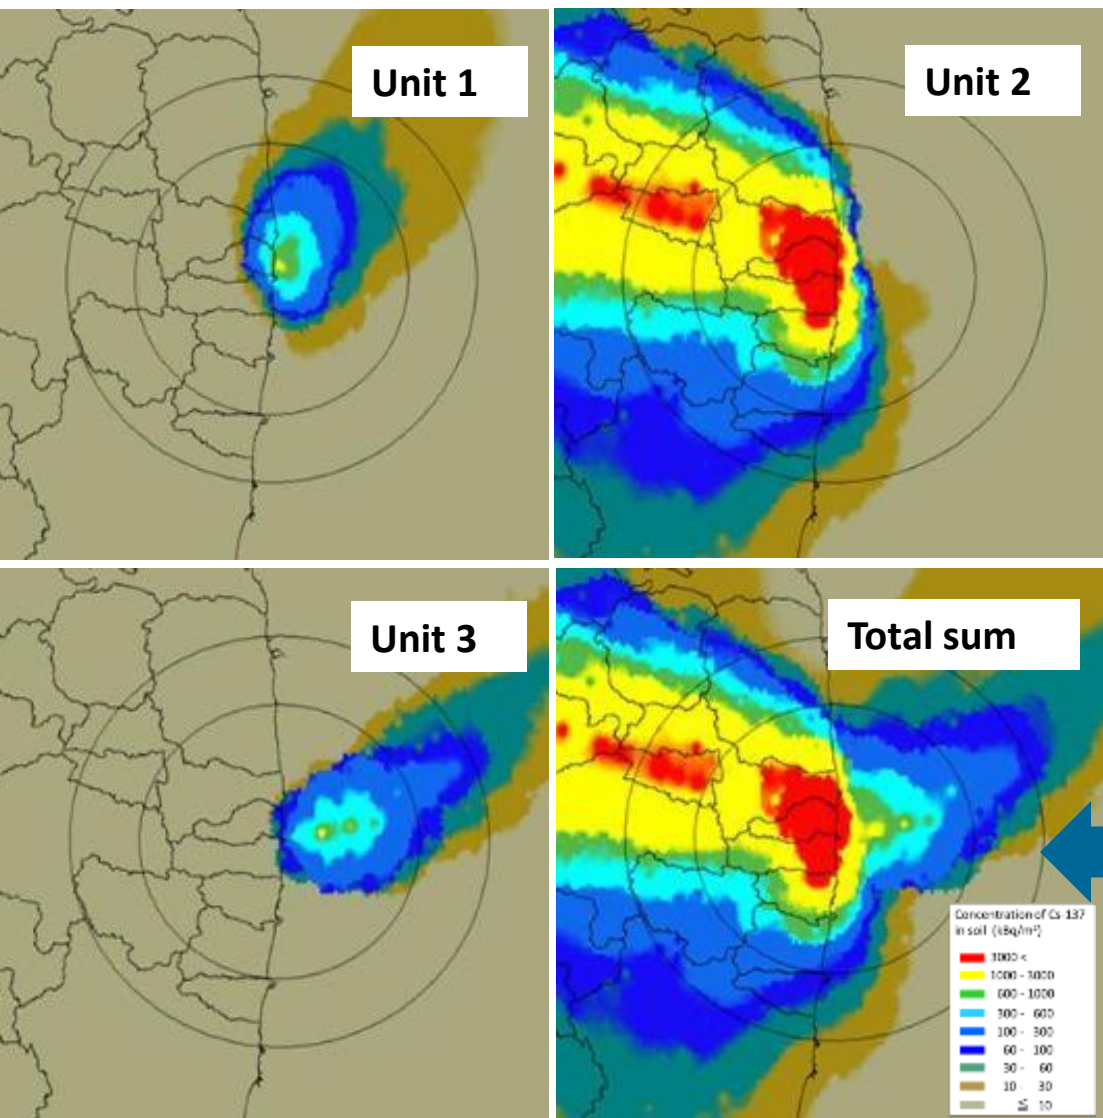 Unit 1
Unit 2
Unit 3
Total sum
Concentration of Cs-137
in soil (kBq/m²)
3000 <
1000 - 3000
600 - 1000
300 - 600
100 - 300
60 - 100
30 - 60
10 - 30
≦ 10